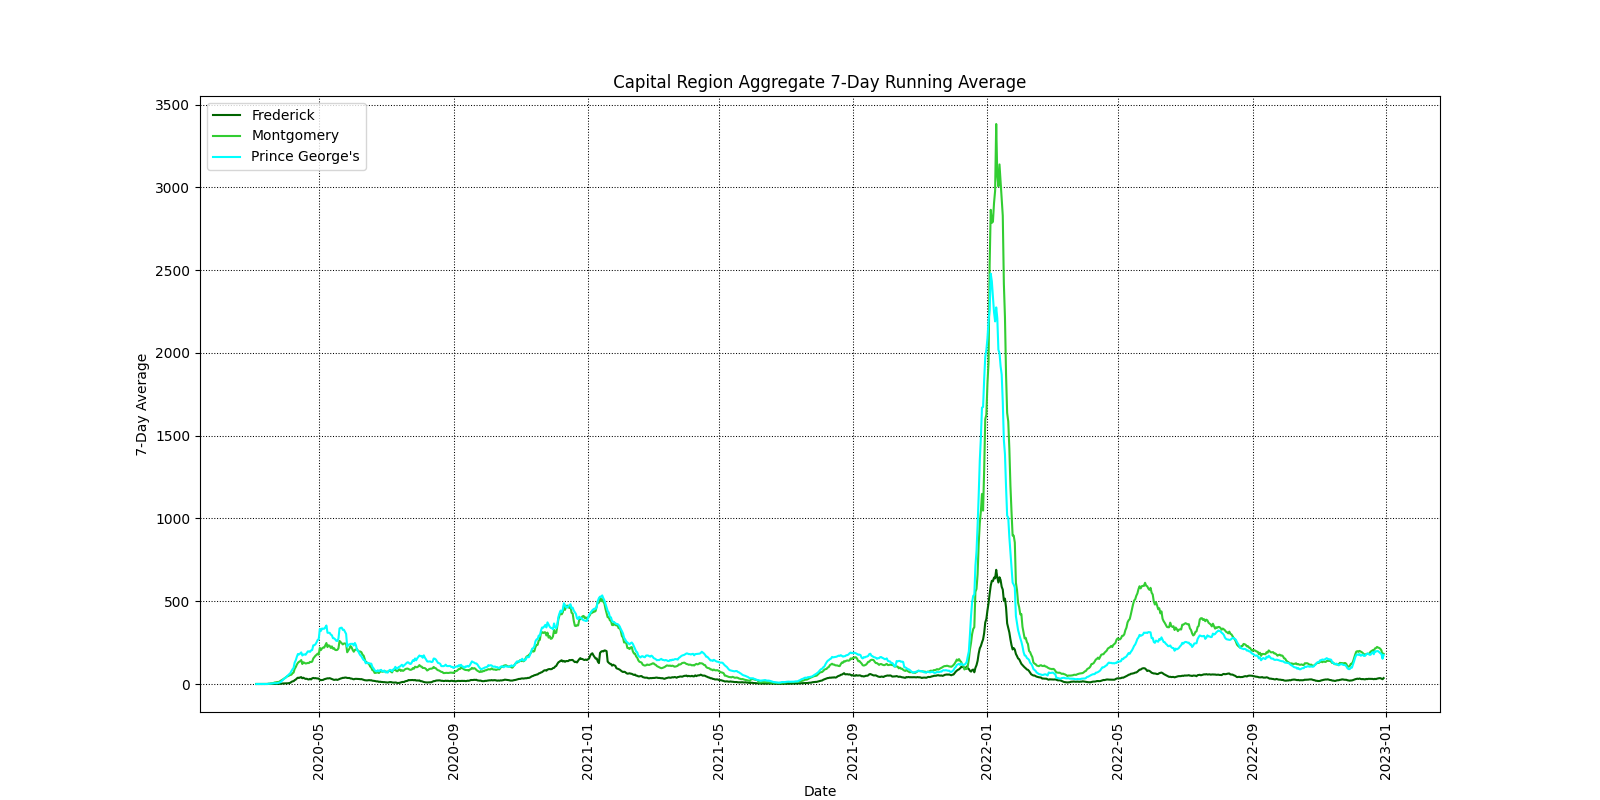 Capital Region Aggregate 7-Day Running Average
Frederick
Montgomery
Prince George's
3500
3000
2500
2000
1500
1000
500
0
7-Day Average
2020-05
2020-09
2021-01
2021-05
2021-09
2022-01
2022-05
2022-09
2023-01
Date